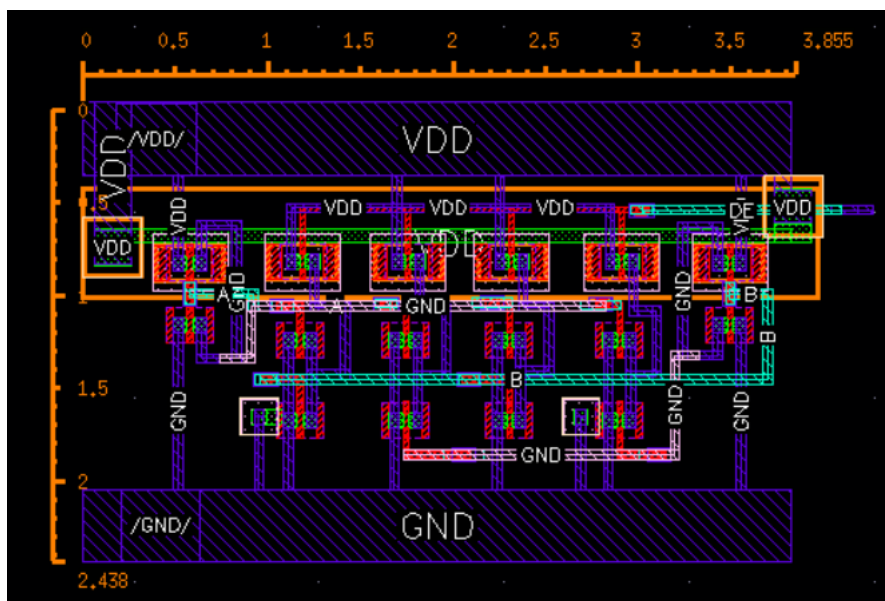 0 0.5 1 1.5 2 2.5 3 3.5 3.855
0
/VDD/ VDD
VDD
0.5
VDD VDD VDD VDD VDD DE VDD
VDD VDD
GND GND
1
A B
A GND
B
1.5
B
GND GND GND
GND
2
/GND/ GND
2.438